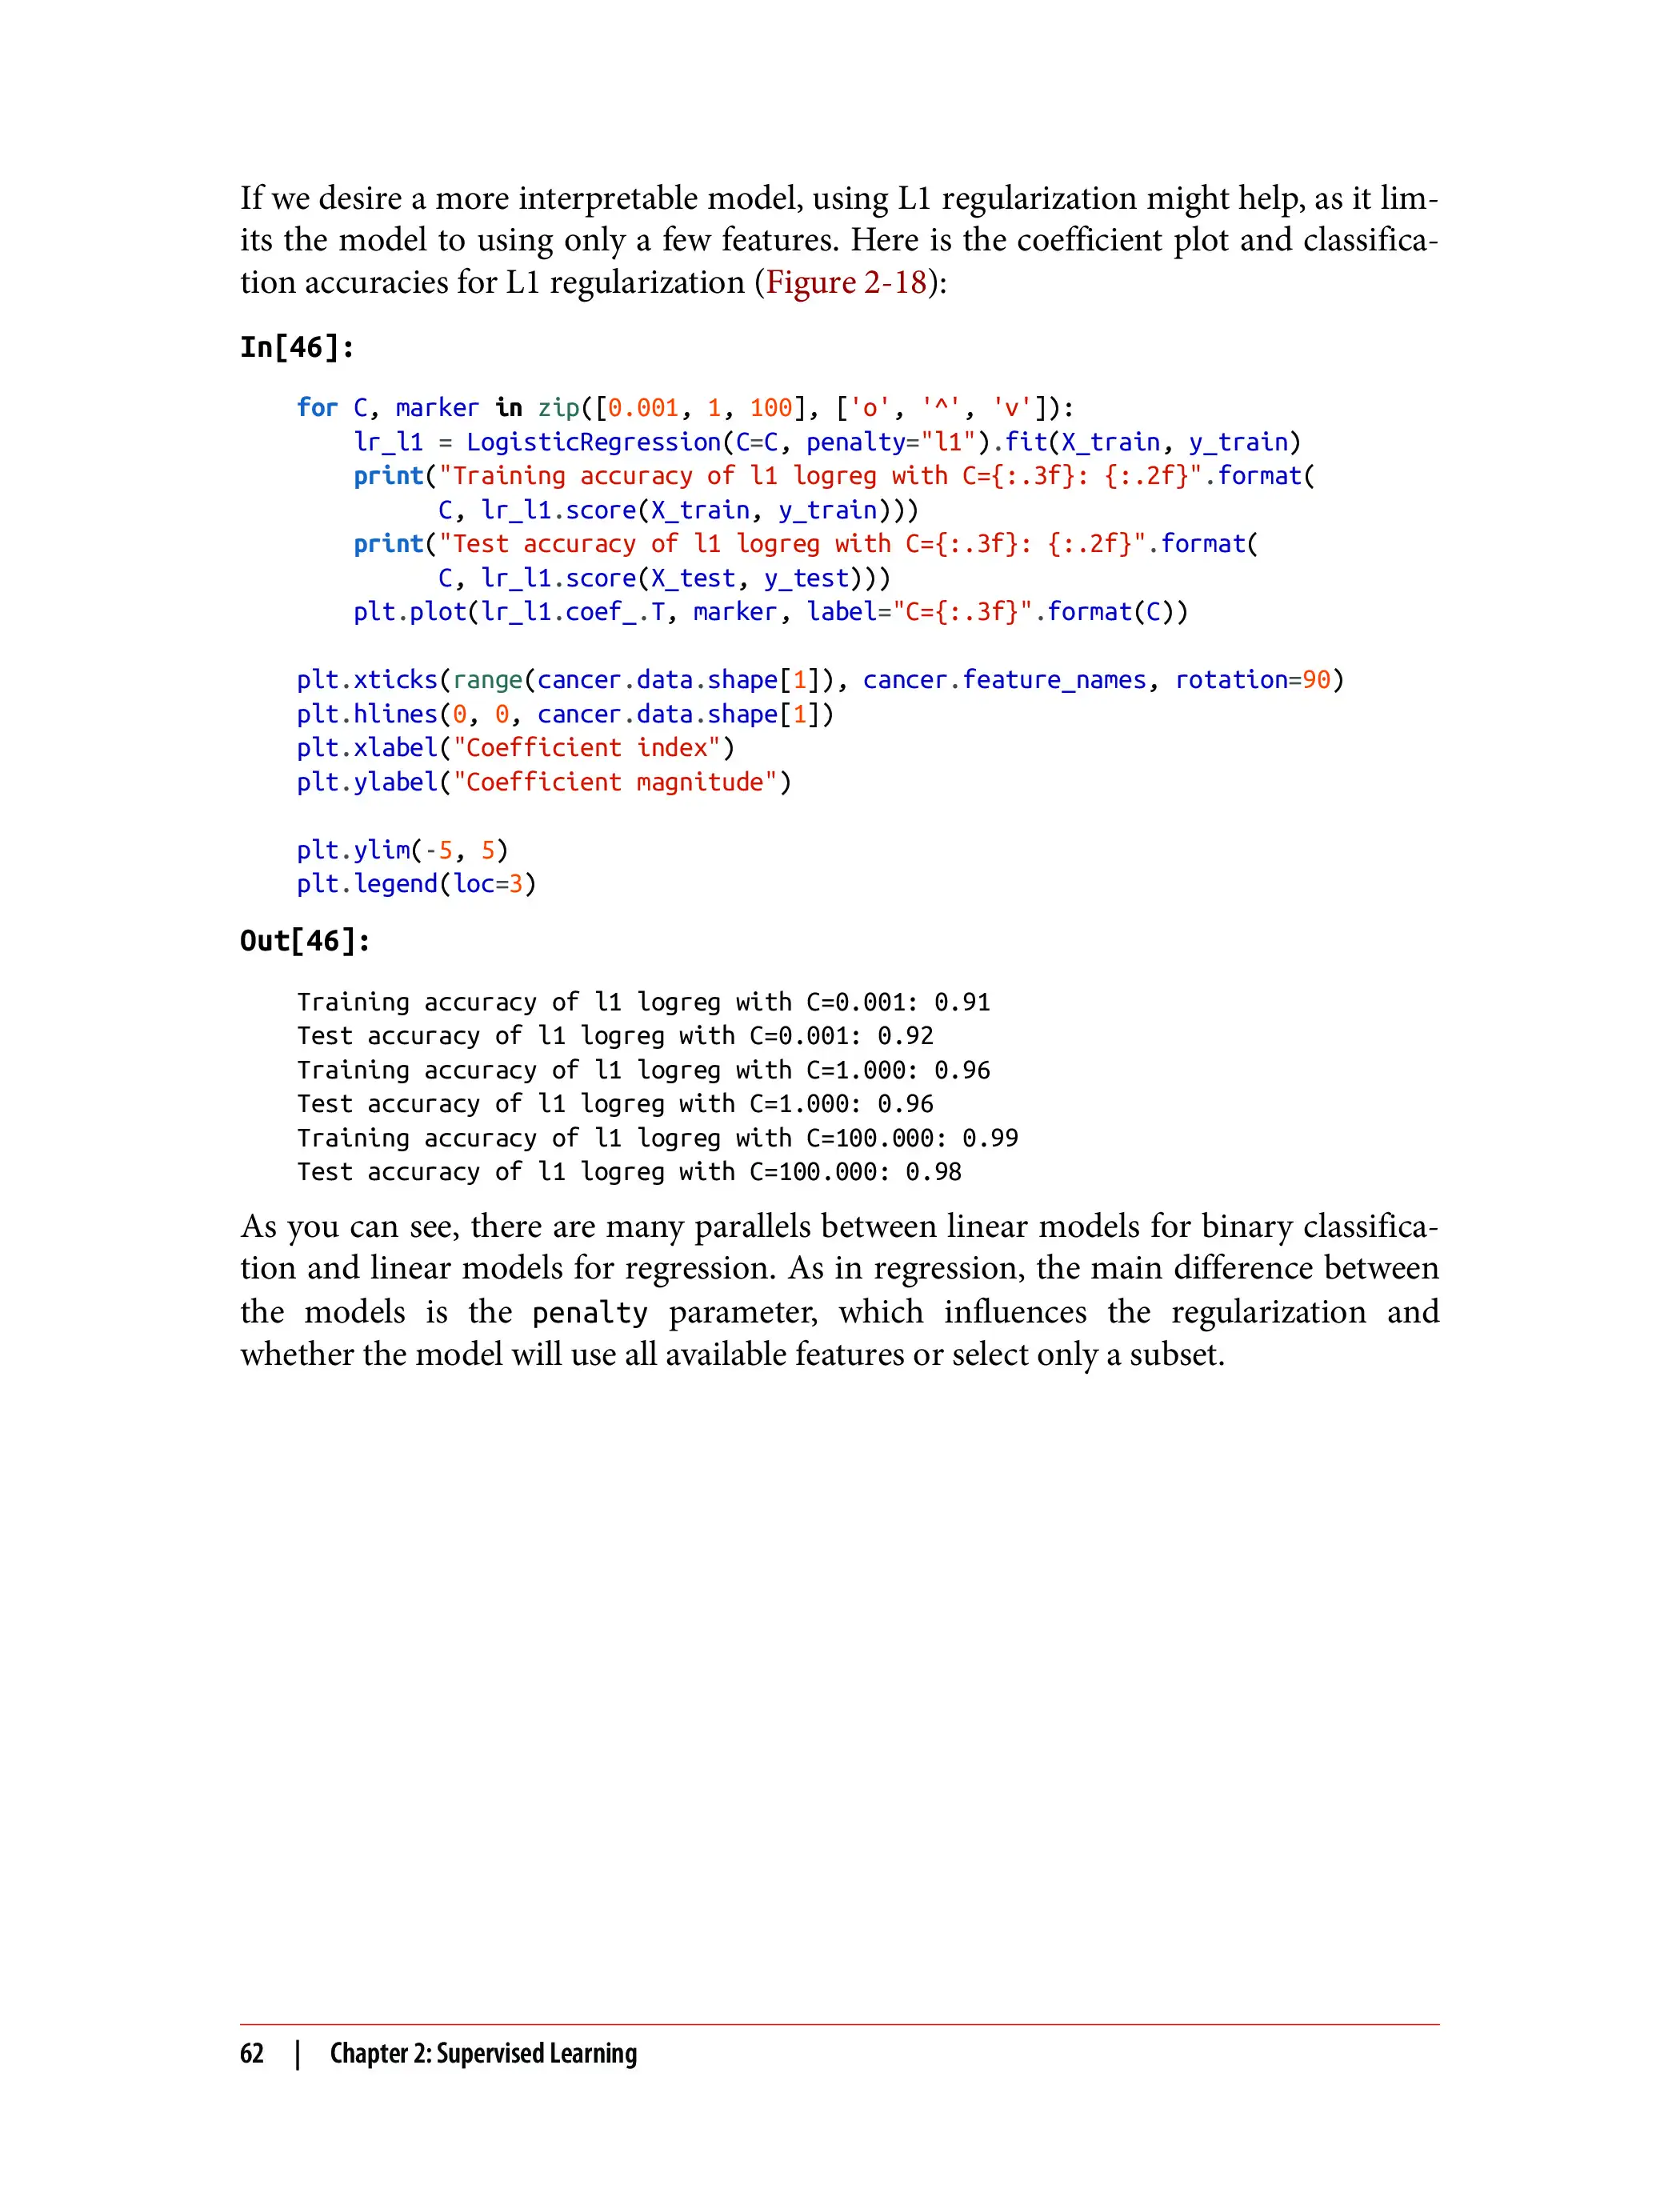 If we desire a more interpretable model, using L1 regularization might help, as it lim-
its the model to using only a few features. Here is the coefficient plot and classifica-
tion accuracies for L1 regularization (Figure 2-18):
In[46]:
for C, marker in zip([0.001, 1, 100], ['o', '^', 'v']):
    lr_l1 = LogisticRegression(C=C, penalty="l1").fit(X_train, y_train)
    print("Training accuracy of l1 logreg with C={:.3f}: {:.2f}".format(
          C, lr_l1.score(X_train, y_train)))
    print("Test accuracy of l1 logreg with C={:.3f}: {:.2f}".format(
          C, lr_l1.score(X_test, y_test)))
    plt.plot(lr_l1.coef_.T, marker, label="C={:.3f}".format(C))
plt.xticks(range(cancer.data.shape[1]), cancer.feature_names, rotation=90)
plt.hlines(0, 0, cancer.data.shape[1])
plt.xlabel("Coefficient index")
plt.ylabel("Coefficient magnitude")
plt.ylim(-5, 5)
plt.legend(loc=3)
Out[46]:
Training accuracy of l1 logreg with C=0.001: 0.91
Test accuracy of l1 logreg with C=0.001: 0.92
Training accuracy of l1 logreg with C=1.000: 0.96
Test accuracy of l1 logreg with C=1.000: 0.96
Training accuracy of l1 logreg with C=100.000: 0.99
Test accuracy of l1 logreg with C=100.000: 0.98
As you can see, there are many parallels between linear models for binary classifica-
tion and linear models for regression. As in regression, the main difference between
the models is the penalty parameter, which influences the regularization and
whether the model will use all available features or select only a subset.
62 | Chapter 2: Supervised Learning